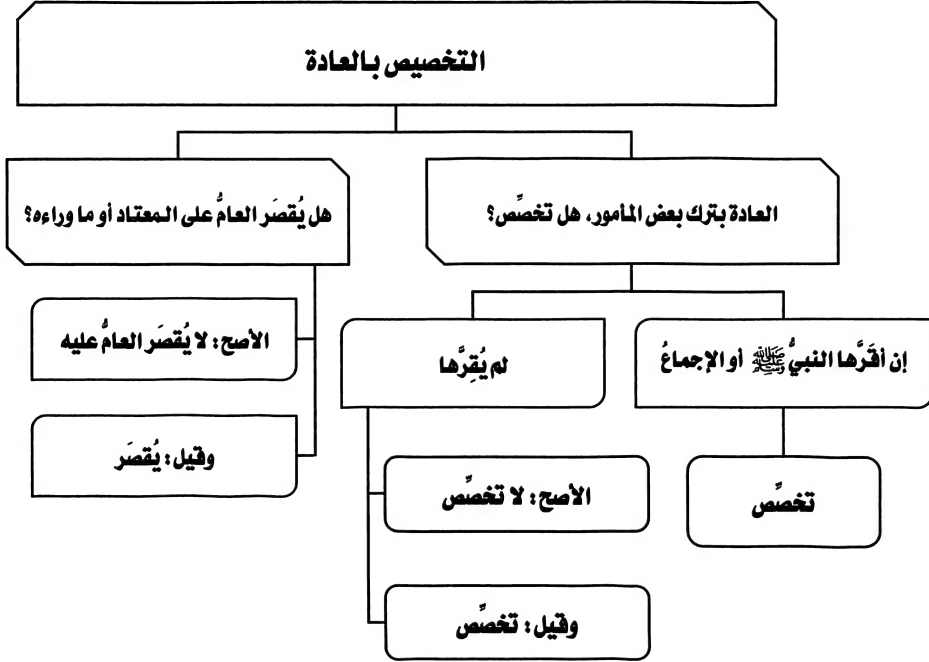 التخصيص بالعادة
العادة بترك بعض المأمور، هل تخصِّص؟
هل يُقصَر العامُّ على المعتاد أو ما وراءه؟
إن أقَرَّها النبيُّ ﷺ أو الإجماعُ
لم يُقِرَّها
الأصح: لا يُقصَر العامُّ عليه
وقيل: يُقصَر
تخصِّص
الأصح: لا تخصِّص
وقيل: تخصِّص